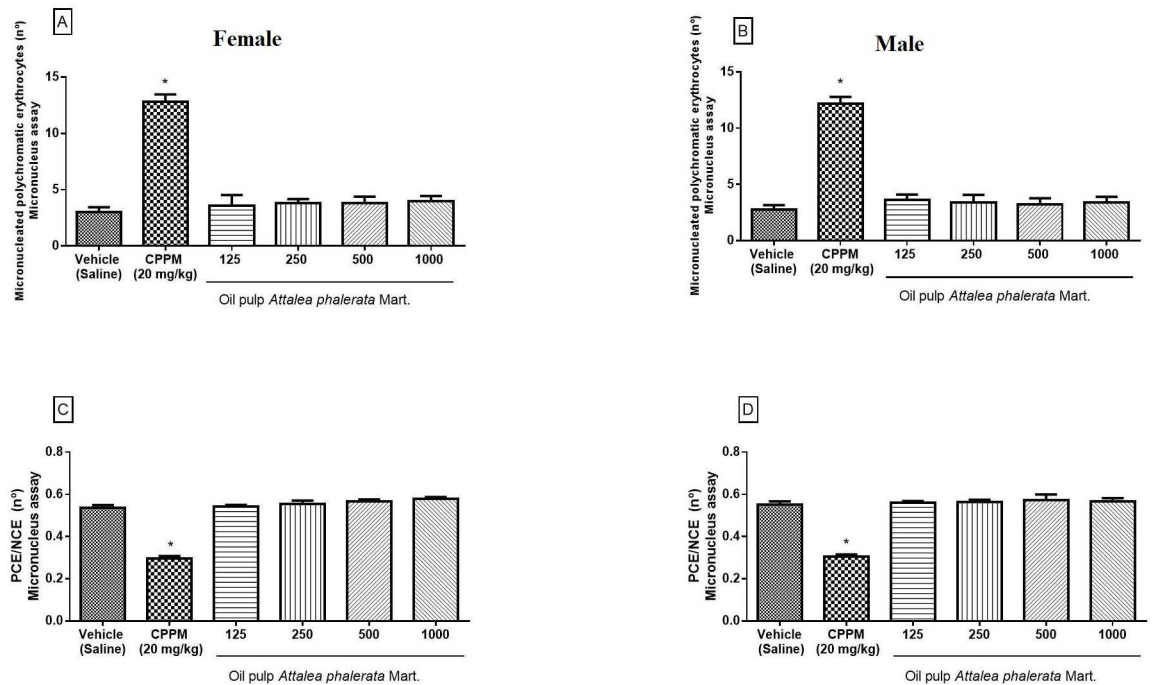 A
Female
Micronucleated polychromatic erythrocytes (nº)
Micronucleus assay
15
10
5
0
*
Vehicle
(Saline)
CPPM
(20 mg/kg)
125
250
500
1000
Oil pulp Attalea phalerata Mart.
B
Male
Micronucleated polychromatic erythrocytes (nº)
Micronucleus assay
15
10
5
0
*
Vehicle
(Saline)
CPPM
(20 mg/kg)
125
250
500
1000
Oil pulp Attalea phalerata Mart.
C
PCE/NCE (nº)
Micronucleus assay
0.8
0.6
0.4
0.2
0.0
*
Vehicle
(Saline)
CPPM
(20 mg/kg)
125
250
500
1000
Oil pulp Attalea phalerata Mart.
D
PCE/NCE (nº)
Micronucleus assay
0.8
0.6
0.4
0.2
0.0
*
Vehicle
(Saline)
CPPM
(20 mg/kg)
125
250
500
1000
Oil pulp Attalea phalerata Mart.